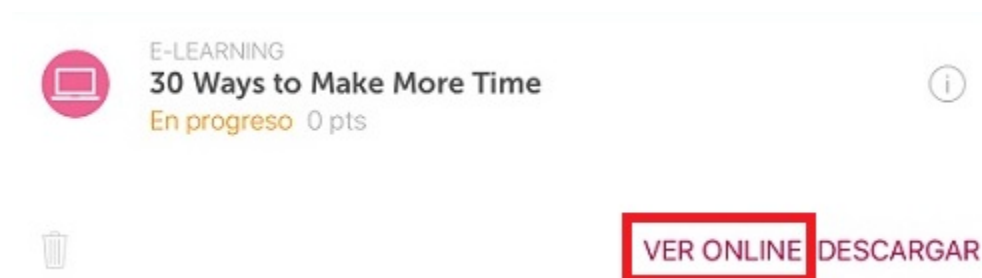 E-LEARNING
30 Ways to Make More Time
En progreso 0 pts
VER ONLINE DESCARGAR